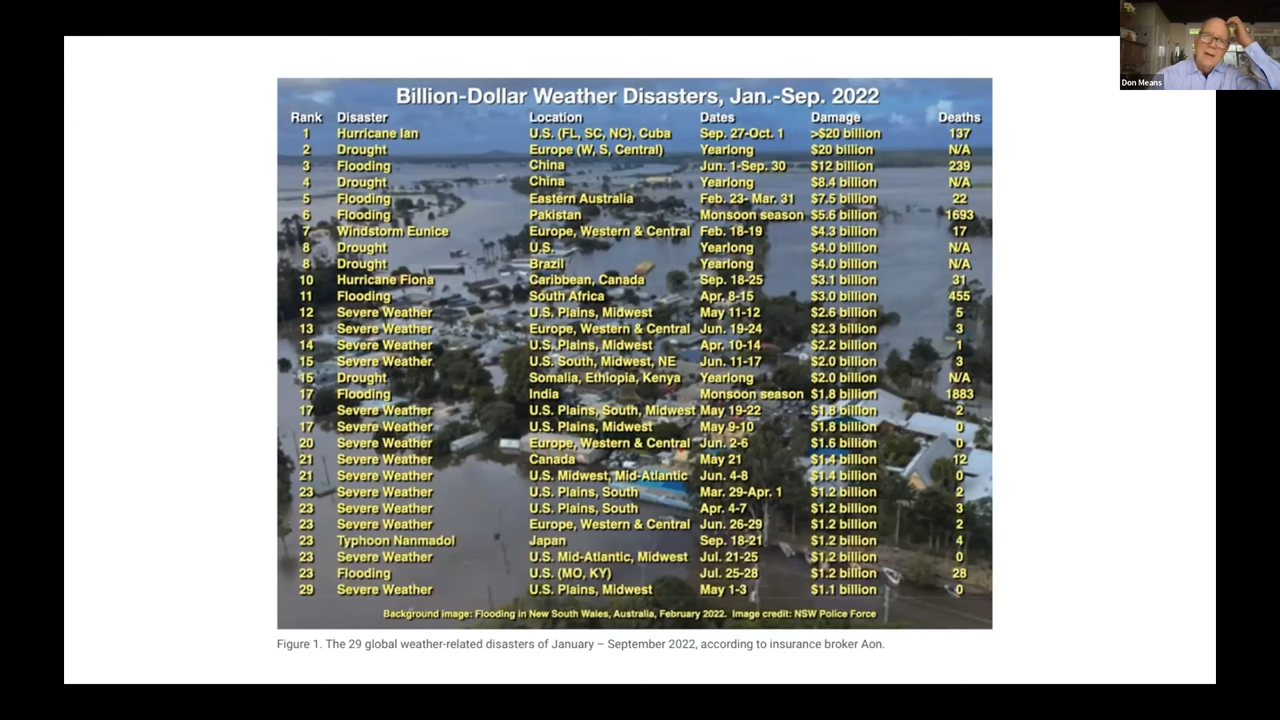 Don Means
Billion-Dollar Weather Disasters, Jan.-Sep. 2022
Rank Disaster Location Dates Damage Deaths
1 Hurricane Ian U.S. (FL, SC, NC), Cuba Sep. 27-Oct. 1 >$20 billion 137
2 Drought Europe (W, S, Central) Yearlong $20 billion N/A
3 Flooding China Jun. 1-Sep. 30 $12 billion 239
4 Drought China Yearlong $8.4 billion N/A
5 Flooding Eastern Australia Feb. 23- Mar. 31 $7.5 billion 22
6 Flooding Pakistan Monsoon season $5.6 billion 1693
7 Windstorm Eunice Europe, Western & Central Feb. 18-19 $4.3 billion 17
8 Drought U.S. Yearlong $4.0 billion N/A
8 Drought Brazil Yearlong $4.0 billion N/A
10 Hurricane Fiona Caribbean, Canada Sep. 18-25 $3.1 billion 31
11 Flooding South Africa Apr. 8-15 $3.0 billion 455
12 Severe Weather U.S. Plains, Midwest May 11-12 $2.6 billion 5
13 Severe Weather Europe, Western & Central Jun. 19-24 $2.3 billion 3
14 Severe Weather U.S. Plains, Midwest Apr. 10-14 $2.2 billion 1
15 Severe Weather U.S. South, Midwest, NE Jun. 11-17 $2.0 billion 3
15 Drought Somalia, Ethiopia, Kenya Yearlong $2.0 billion N/A
17 Flooding India Monsoon season $1.8 billion 1883
17 Severe Weather U.S. Plains, South, Midwest May 19-22 $1.8 billion 2
17 Severe Weather U.S. Plains, Midwest May 9-10 $1.8 billion 0
20 Severe Weather Europe, Western & Central Jun. 2-6 $1.6 billion 0
21 Severe Weather Canada May 21 $1.4 billion 12
21 Severe Weather U.S. Midwest, Mid-Atlantic Jun. 4-8 $1.4 billion 0
23 Severe Weather U.S. Plains, South Mar. 29-Apr. 1 $1.2 billion 2
23 Severe Weather U.S. Plains, South Apr. 4-7 $1.2 billion 3
23 Severe Weather Europe, Western & Central Jun. 26-29 $1.2 billion 2
23 Typhoon Nanmadol Japan Sep. 18-21 $1.2 billion 4
23 Severe Weather U.S. Mid-Atlantic, Midwest Jul. 21-25 $1.2 billion 0
23 Flooding U.S. (MO, KY) Jul. 25-28 $1.2 billion 28
29 Severe Weather U.S. Plains, Midwest May 1-3 $1.1 billion 0
Background image: Flooding in New South Wales, Australia, February 2022. Image credit: NSW Police Force
Figure 1. The 29 global weather-related disasters of January – September 2022, according to insurance broker Aon.